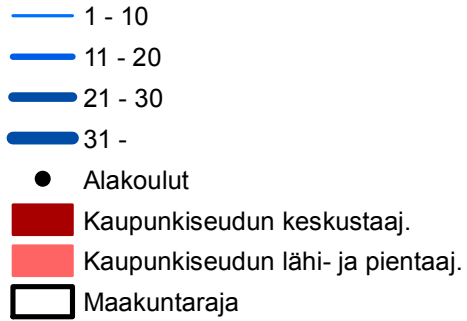 1 - 10
11 - 20
21 - 30
31 -
Alakoulut
Kaupunkiseudun keskustaaj.
Kaupunkiseudun lähi- ja pientaaj.
Maakuntaraja